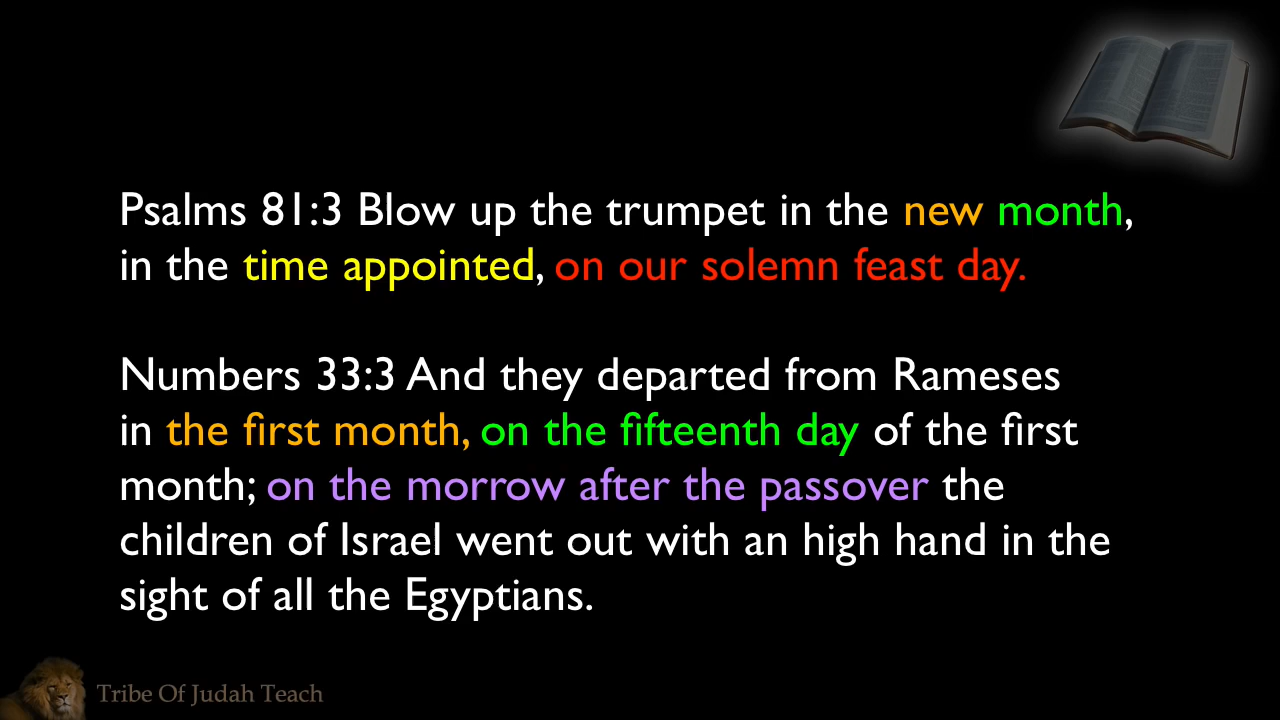 Psalms 81:3 Blow up the trumpet in the new month,
in the time appointed, on our solemn feast day.
Numbers 33:3 And they departed from Rameses
in the first month, on the fifteenth day of the first
month; on the morrow after the passover the
children of Israel went out with an high hand in the
sight of all the Egyptians.
Tribe Of Judah Teach